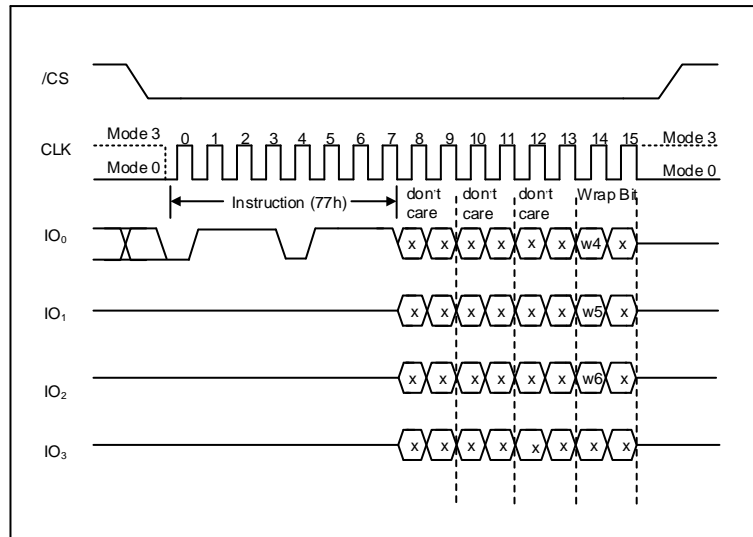 /CS
Mode 3 0 1 2 3 4 5 6 7 8 9 10 11 12 13 14 15 Mode 3
CLK
Mode 0 Mode 0
Instruction (77h) don't care don't care don't care Wrap Bit
IO0 x x x x x x w4 x
IO1 x x x x x x w5 x
IO2 x x x x x x w6 x
IO3 x x x x x x x x